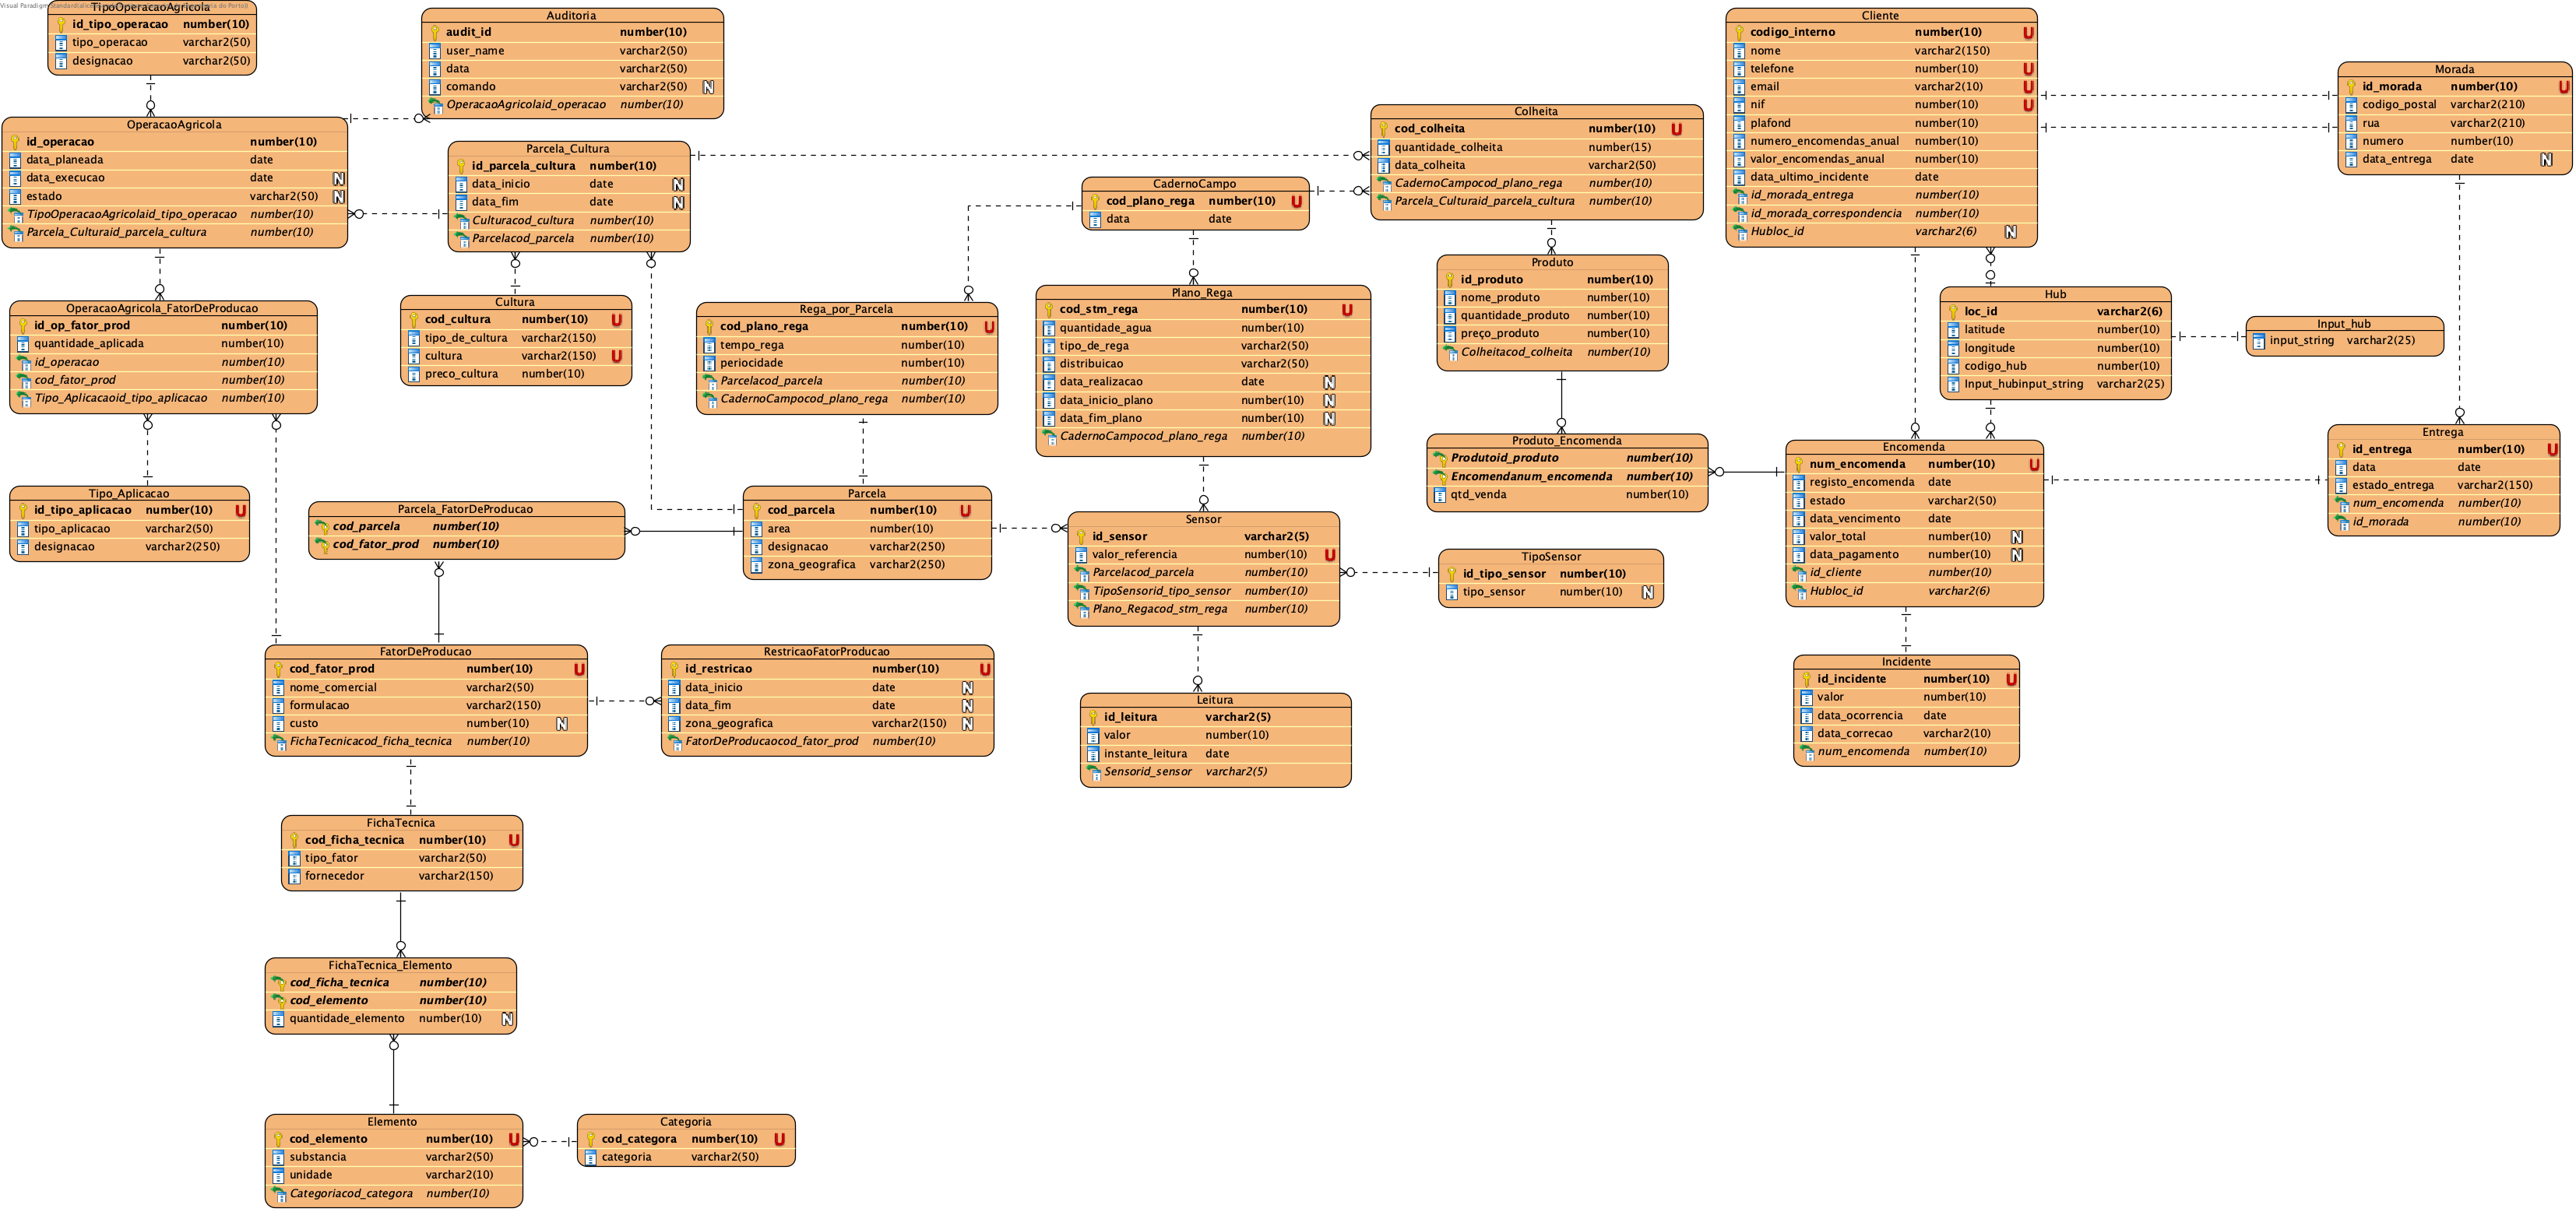 TipoOperacaoAgricola
id_tipo_operacao number(10)
tipo_operacao varchar2(50)
designacao varchar2(50)
Auditoria
audit_id number(10)
user_name varchar2(50)
data varchar2(50)
comando varchar2(50) N
OperacaoAgricolaid_operacao number(10)
OperacaoAgricola
id_operacao number(10)
data_planeada date
data_execucao date N
estado varchar2(50) N
TipoOperacaoAgricolaid_tipo_operacao number(10)
Parcela_Culturaid_parcela_cultura number(10)
Parcela_Cultura
id_parcela_cultura number(10)
data_inicio date N
data_fim date N
Culturacod_cultura number(10)
Parcelacod_parcela number(10)
OperacaoAgricola_FatorDeProducao
id_op_fator_prod number(10)
quantidade_aplicada number(10)
id_operacao number(10)
cod_fator_prod number(10)
Tipo_Aplicacaoid_tipo_aplicacao number(10)
Cultura
cod_cultura number(10) U
tipo_de_cultura varchar2(150)
cultura varchar2(150) U
preco_cultura number(10)
Rega_por_Parcela
cod_plano_rega number(10) U
tempo_rega number(10)
periocidade number(10)
Parcelacod_parcela number(10)
CadernoCampocod_plano_rega number(10)
CadernoCampo
cod_plano_rega number(10) U
data date
Colheita
cod_colheita number(10) U
quantidade_colheita number(15)
data_colheita varchar2(50)
CadernoCampocod_plano_rega number(10)
Parcela_Culturaid_parcela_cultura number(10)
Plano_Rega
cod_stm_rega number(10) U
quantidade_agua number(10)
tipo_de_rega varchar2(50)
distribuicao varchar2(50)
data_realizacao date N
data_inicio_plano number(10) N
data_fim_plano number(10) N
CadernoCampocod_plano_rega number(10)
Produto
id_produto number(10)
nome_produto number(10)
quantidade_produto number(10)
preço_produto number(10)
Colheitacod_colheita number(10)
Cliente
codigo_interno number(10) U
nome varchar2(150)
telefone number(10) U
email varchar2(10) U
nif number(10) U
plafond number(10)
numero_encomendas_anual number(10)
valor_encomendas_anual number(10)
data_ultimo_incidente date
id_morada_entrega number(10)
id_morada_correspondencia number(10)
Hubloc_id varchar2(6) N
Morada
id_morada number(10) U
codigo_postal varchar2(210)
rua varchar2(210)
numero number(10)
data_entrega date N
Hub
loc_id varchar2(6)
latitude number(10)
longitude number(10)
codigo_hub number(10)
Input_hubinput_string varchar2(25)
Input_hub
input_string varchar2(25)
Produto_Encomenda
Produtoid_produto number(10)
Encomendanum_encomenda number(10)
qtd_venda number(10)
Encomenda
num_encomenda number(10) U
registo_encomenda date
estado varchar2(50)
data_vencimento date
valor_total number(10) N
data_pagamento number(10) N
id_cliente number(10)
Hubloc_id varchar2(6)
Entrega
id_entrega number(10) U
data date
estado_entrega varchar2(150)
num_encomenda number(10)
id_morada number(10)
Tipo_Aplicacao
id_tipo_aplicacao number(10) U
tipo_aplicacao varchar2(50)
designacao varchar2(250)
Parcela_FatorDeProducao
cod_parcela number(10)
cod_fator_prod number(10)
Parcela
cod_parcela number(10) U
area number(10)
designacao varchar2(250)
zona_geografica varchar2(250)
Sensor
id_sensor varchar2(5)
valor_referencia number(10) U
Parcelacod_parcela number(10)
TipoSensorid_tipo_sensor number(10)
Plano_Regacod_stm_rega number(10)
TipoSensor
id_tipo_sensor number(10)
tipo_sensor number(10) N
FatorDeProducao
cod_fator_prod number(10) U
nome_comercial varchar2(50)
formulacao varchar2(150)
custo number(10) N
FichaTecnicacod_ficha_tecnica number(10)
RestricaoFatorProducao
id_restricao number(10) U
data_inicio date N
data_fim date N
zona_geografica varchar2(150) N
FatorDeProducaocod_fator_prod number(10)
Leitura
id_leitura varchar2(5)
valor number(10)
instante_leitura date
Sensorid_sensor varchar2(5)
Incidente
id_incidente number(10) U
valor number(10)
data_ocorrencia date
data_correcao varchar2(10)
num_encomenda number(10)
FichaTecnica
cod_ficha_tecnica number(10) U
tipo_fator varchar2(50)
fornecedor varchar2(150)
FichaTecnica_Elemento
cod_ficha_tecnica number(10)
cod_elemento number(10)
quantidade_elemento number(10) N
Elemento
cod_elemento number(10) U
substancia varchar2(50)
unidade varchar2(10)
Categoriacod_categora number(10)
Categoria
cod_categora number(10) U
categoria varchar2(50)